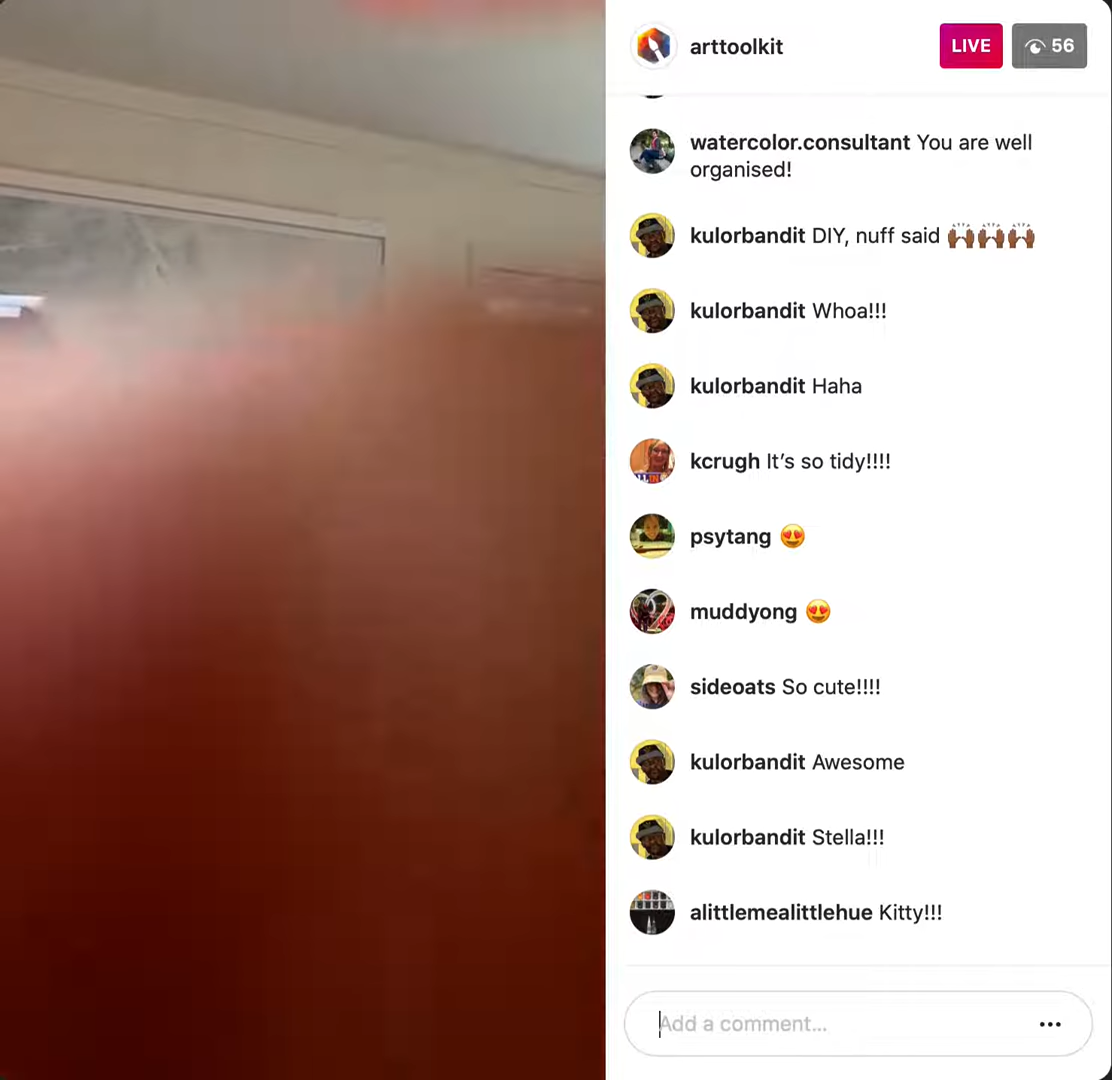 arttoolkit
LIVE
56
watercolor.consultant You are well
organised!
kulorbandit DIY, nuff said 🙌🏾🙌🏾🙌🏾
kulorbandit Whoa!!!
kulorbandit Haha
kcrugh It’s so tidy!!!!
psytang 😍
muddyong 😍
sideoats So cute!!!!
kulorbandit Awesome
kulorbandit Stella!!!
alittlemealittlehue Kitty!!!
Add a comment...